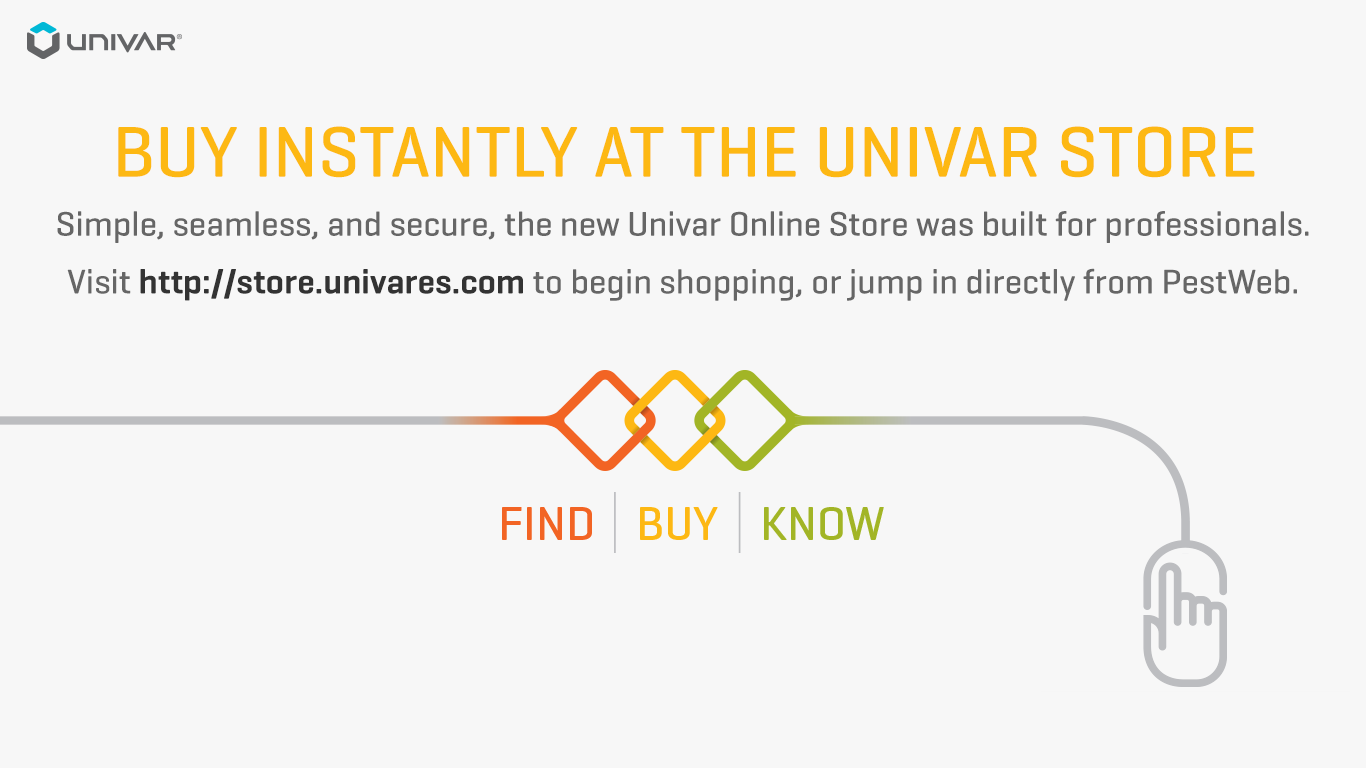 UNIVAR®
BUY INSTANTLY AT THE UNIVAR STORE
Simple, seamless, and secure, the new Univar Online Store was built for professionals.
Visit http://store.univares.com to begin shopping, or jump in directly from PestWeb.
FIND | BUY | KNOW